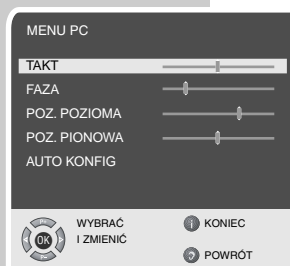 MENU PC
TAKT
FAZA
POZ. POZIOMA
POZ. PIONOWA
AUTO KONFIG
WYBRAĆ
I ZMIENIĆ
OK
KONIEC
POWRÓT